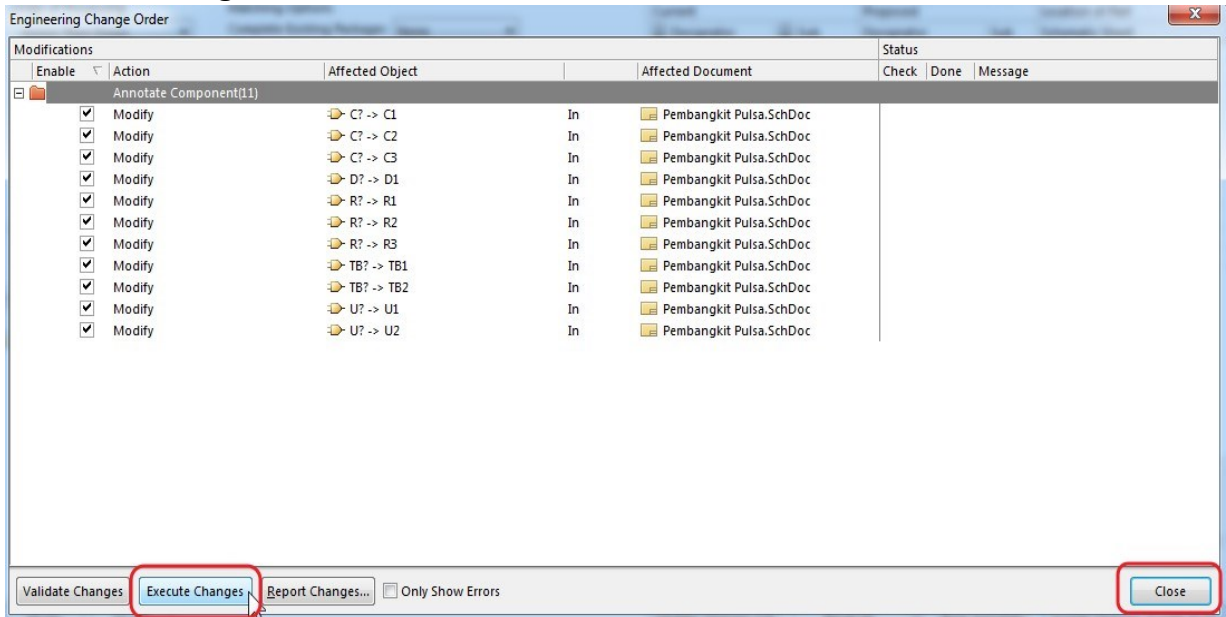 Engineering Change Order
Modifications Status
Enable Action Affected Object Affected Document Check Done Message
Annotate Component(11)
Modify C? -> C1 In Pembangkit Pulsa.SchDoc
Modify C? -> C2 In Pembangkit Pulsa.SchDoc
Modify C? -> C3 In Pembangkit Pulsa.SchDoc
Modify D? -> D1 In Pembangkit Pulsa.SchDoc
Modify R? -> R1 In Pembangkit Pulsa.SchDoc
Modify R? -> R2 In Pembangkit Pulsa.SchDoc
Modify R? -> R3 In Pembangkit Pulsa.SchDoc
Modify TB? -> TB1 In Pembangkit Pulsa.SchDoc
Modify TB? -> TB2 In Pembangkit Pulsa.SchDoc
Modify U? -> U1 In Pembangkit Pulsa.SchDoc
Modify U? -> U2 In Pembangkit Pulsa.SchDoc
Validate Changes Execute Changes Report Changes... Only Show Errors Close